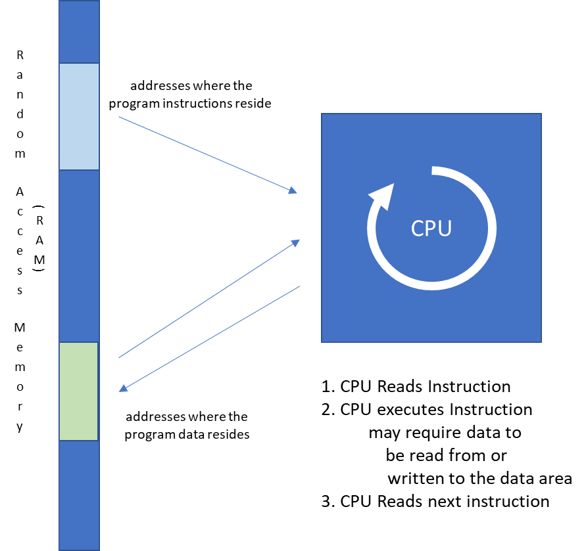 Random Access Memory
(RAM)
addresses where the
program instructions reside
CPU
addresses where the
program data resides
1. CPU Reads Instruction
2. CPU executes Instruction
may require data to
be read from or
written to the data area
3. CPU Reads next instruction